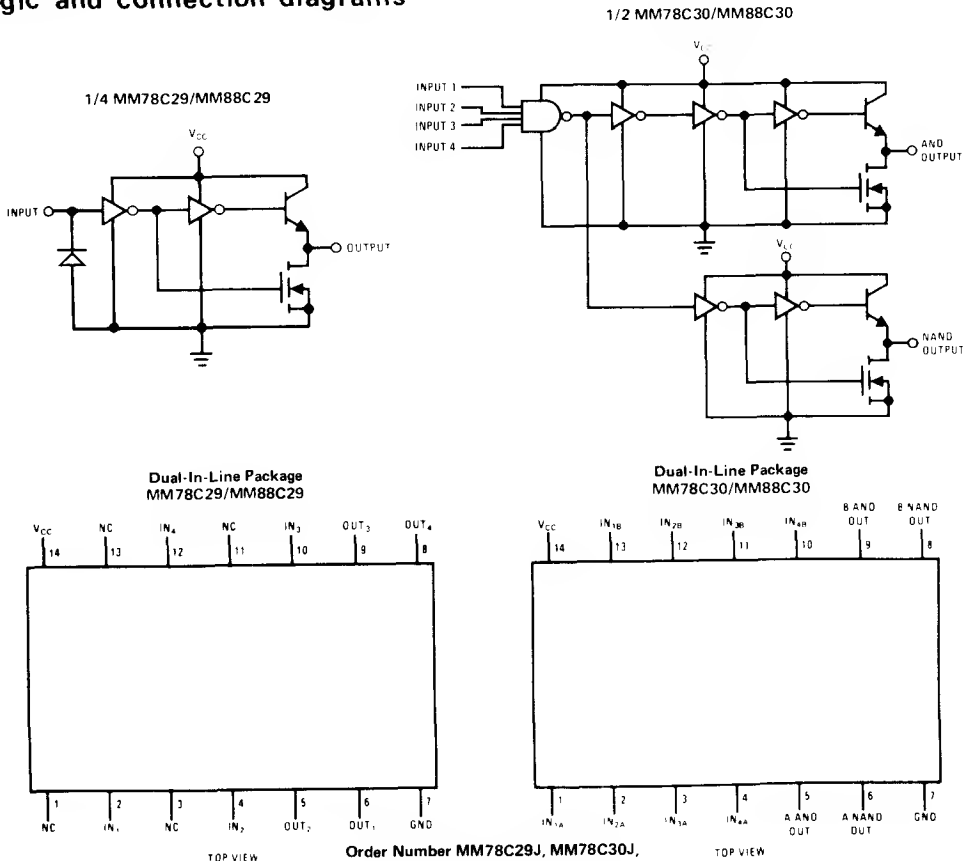 gic and connection diagrams
1/4 MM78C29/MM88C29
VCC
INPUT
OUTPUT
1/2 MM78C30/MM88C30
VCC
INPUT 1
INPUT 2
INPUT 3
INPUT 4
AND
OUTPUT
VCC
NAND
OUTPUT
Dual-In-Line Package
MM78C29/MM88C29
VCC NC IN4 NC IN3 OUT3 OUT4
14 13 12 11 10 9 8
1 2 3 4 5 6 7
NC IN1 NC IN2 OUT2 OUT1 GND
TOP VIEW
Dual-In-Line Package
MM78C30/MM88C30
VCC IN1B IN2B IN3B IN4B B AND OUT B NAND OUT
14 13 12 11 10 9 8
1 2 3 4 5 6 7
IN1A IN2A IN3A IN4A A AND OUT A NAND OUT GND
TOP VIEW
Order Number MM78C29J, MM78C30J,